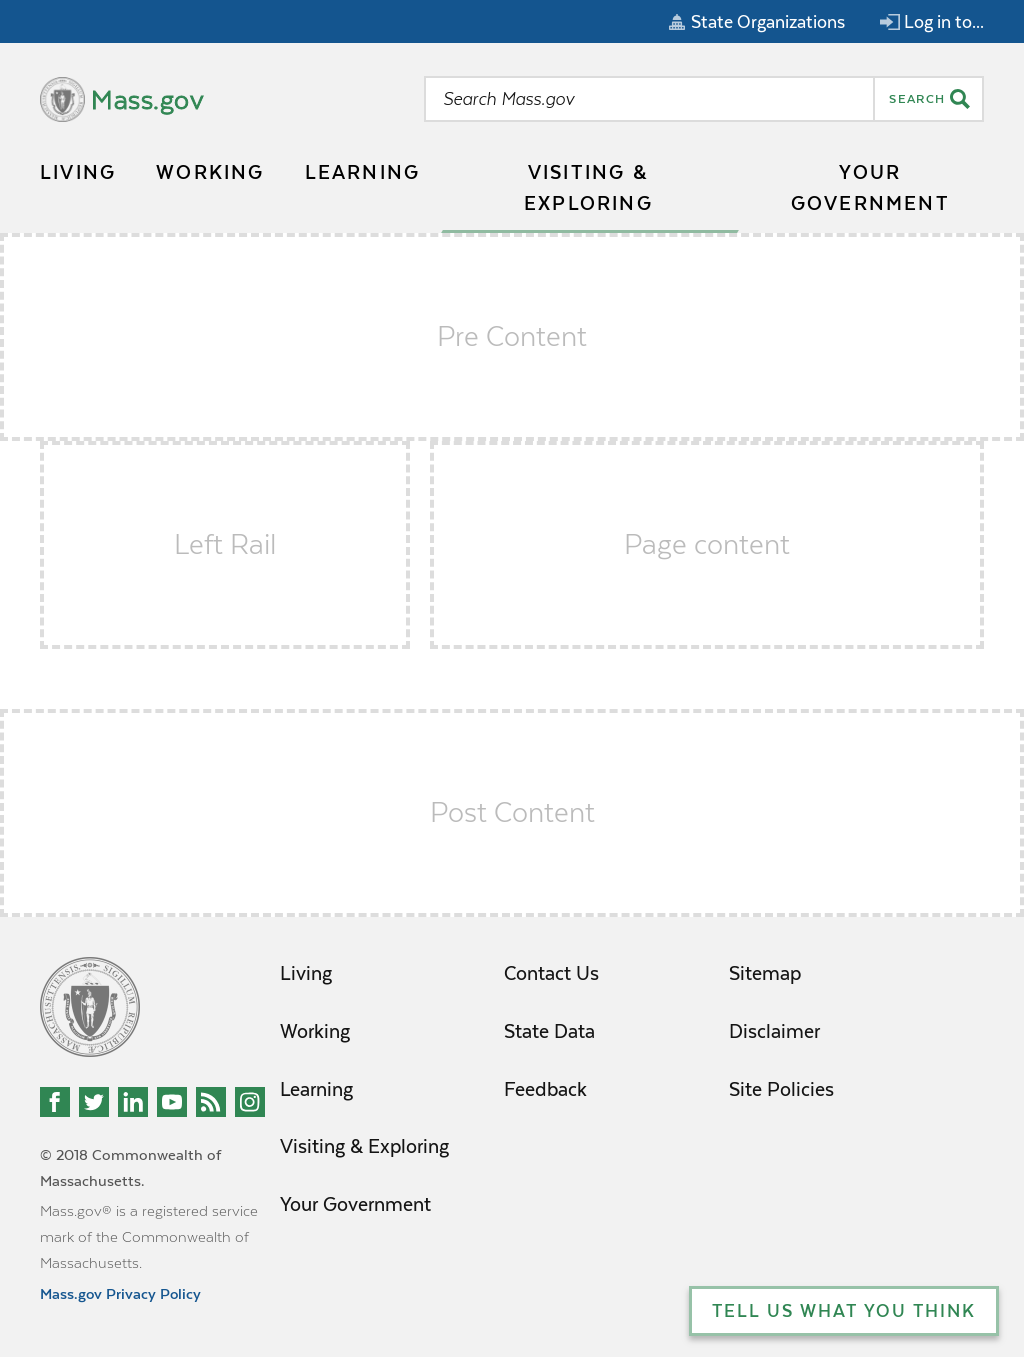 State Organizations
Log in to...
Mass.gov
Search Mass.gov
SEARCH
LIVING
WORKING
LEARNING
VISITING &
EXPLORING
YOUR
GOVERNMENT
Pre Content
Left Rail
Page content
Post Content
Living
Working
Learning
Visiting & Exploring
Your Government
Contact Us
State Data
Feedback
Sitemap
Disclaimer
Site Policies
© 2018 Commonwealth of
Massachusetts.
Mass.gov® is a registered service
mark of the Commonwealth of
Massachusetts.
Mass.gov Privacy Policy
TELL US WHAT YOU THINK